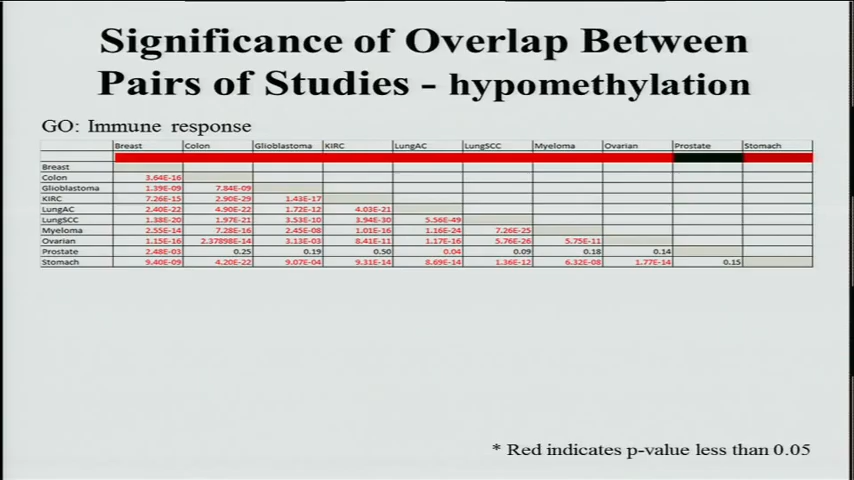 Significance of Overlap Between
Pairs of Studies - hypomethylation
GO: Immune response
Breast Colon Glioblastoma KIRC LungAC LungSCC Myeloma Ovarian Prostate Stomach
Breast
Colon 3.64E-16
Glioblastoma 1.39E-09 7.84E-09
KIRC 7.26E-15 2.90E-29 1.43E-17
LungAC 2.40E-22 4.90E-22 1.72E-12 4.03E-21
LungSCC 1.38E-20 1.97E-21 3.53E-10 3.94E-30 5.56E-49
Myeloma 2.55E-14 7.28E-16 2.45E-08 1.01E-16 1.16E-24 7.26E-25
Ovarian 1.15E-16 2.37898E-14 3.13E-03 8.41E-11 1.17E-16 5.76E-26 5.75E-11
Prostate 2.48E-03 0.25 0.19 0.50 0.04 0.09 0.18 0.14
Stomach 9.40E-09 4.20E-22 9.07E-04 9.31E-14 8.69E-14 1.36E-12 6.32E-08 1.77E-14 0.15
* Red indicates p-value less than 0.05